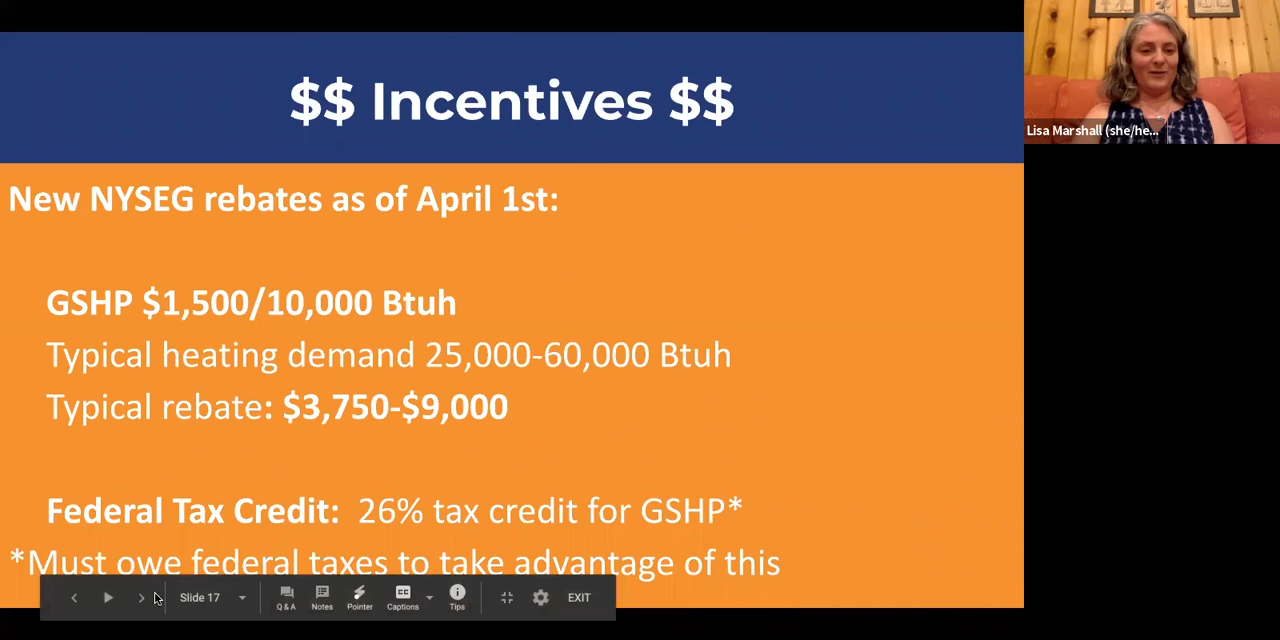 $$ Incentives $$
New NYSEG rebates as of April 1st:
GSHP $1,500/10,000 Btuh
Typical heating demand 25,000-60,000 Btuh
Typical rebate: $3,750-$9,000
Federal Tax Credit: 26% tax credit for GSHP*
*Must owe federal taxes to take advantage of this
Slide 17
Q & A
Notes
Pointer
CC
Captions
Tips
EXIT
Lisa Marshall (she/he...